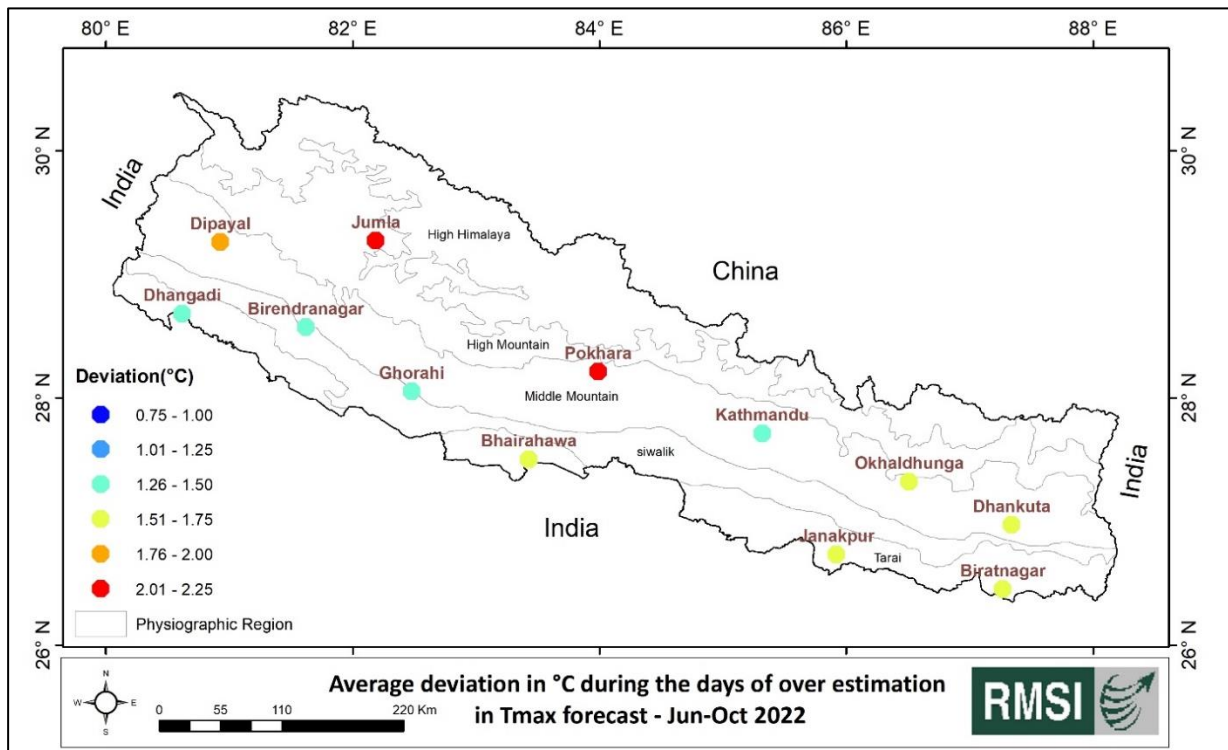 80° E 82° E 84° E 86° E 88° E
30° N
30° N
India
Dipayal
Jumla
High Himalaya
China
Dhangadi
Birendranagar
High Mountain
Pokhara
Deviation(°C)
0.75 - 1.00
1.01 - 1.25
1.26 - 1.50
1.51 - 1.75
1.76 - 2.00
2.01 - 2.25
Physiographic Region
Ghorahi
Middle Mountain
28° N
28° N
Kathmandu
Bhairahawa
siwalik
Okhaldhunga
India
Dhankuta
India
Janakpur
Tarai
Biratnagar
26° N
26° N
N
W E
S
0 55 110 220 Km
Average deviation in °C during the days of over estimation
in Tmax forecast - Jun-Oct 2022
RMSI